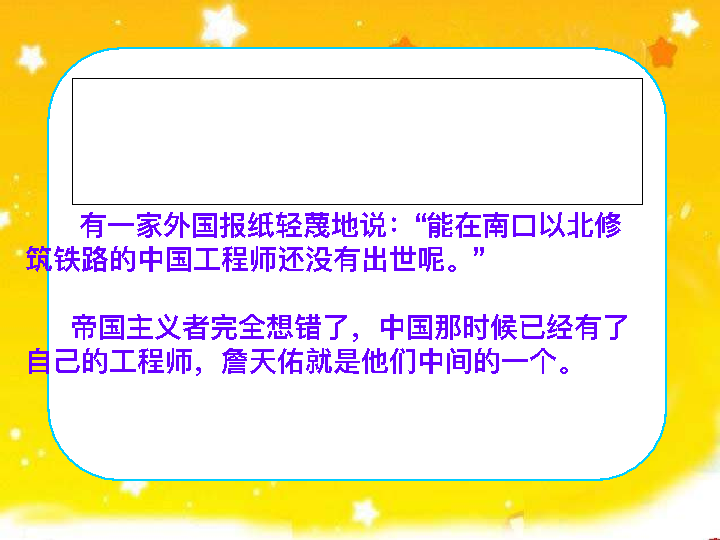 有一家外国报纸轻蔑地说：“能在南口以北修
筑铁路的中国工程师还没有出世呢。”
帝国主义者完全想错了，中国那时候已经有了
自己的工程师，詹天佑就是他们中间的一个。